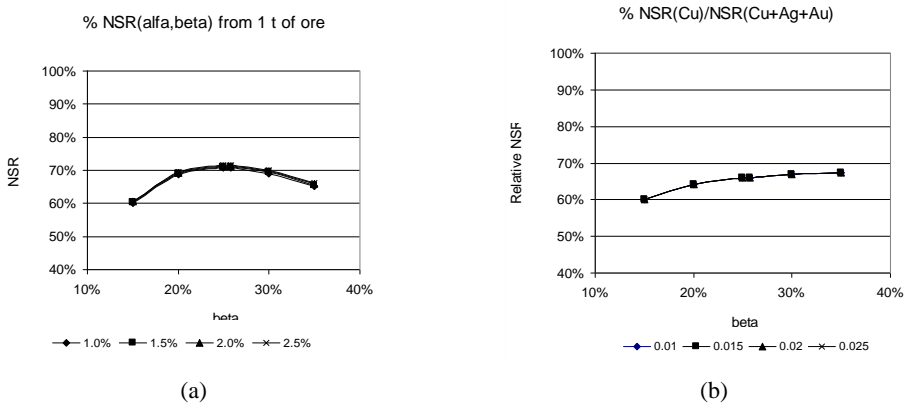 % NSR(alfa,beta) from 1 t of ore
100%
90%
80%
70%
60%
50%
40%
NSR
10% 20% 30% 40%
beta
1.0% 1.5% 2.0% 2.5%
(a)
% NSR(Cu)/NSR(Cu+Ag+Au)
100%
90%
80%
70%
60%
50%
40%
Relative NSR
10% 20% 30% 40%
beta
0.01 0.015 0.02 0.025
(b)